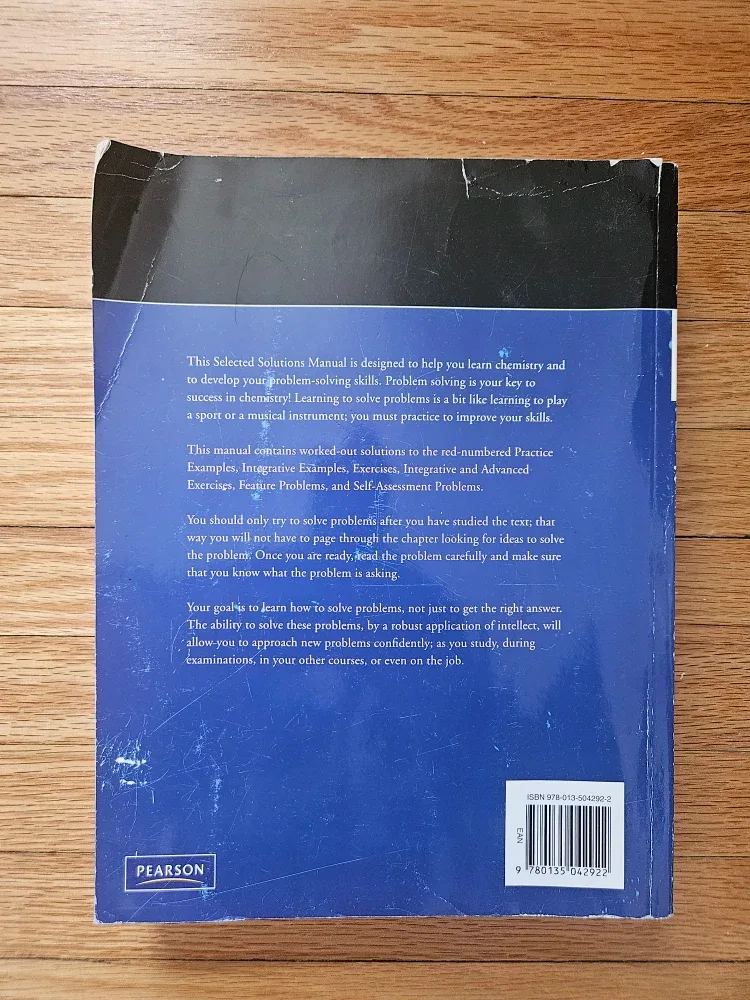 This Selected Solutions Manual is designed to help you learn chemistry and
to develop your problem-solving skills. Problem solving is your key to
success in chemistry! Learning to solve problems is a bit like learning to play
a sport or a musical instrument; you must practice to improve your skills.
This manual contains worked-out solutions to the red-numbered Practice
Examples, Integrative Examples, Exercises, Integrative and Advanced
Exercises, Feature Problems, and Self-Assessment Problems.
You should only try to solve problems after you have studied the text; that
way you will not have to page through the chapter looking for ideas to solve
the problem. Once you are ready, read the problem carefully and make sure
that you know what the problem is asking.
Your goal is to learn how to solve problems, not just to get the right answer.
The ability to solve these problems, by a robust application of intellect, will
allow you to approach new problems confidently; as you study, during
examinations, in your other courses, or even on the job.
ISBN 978-013-504292-2
EAN
9 780135 042922
PEARSON